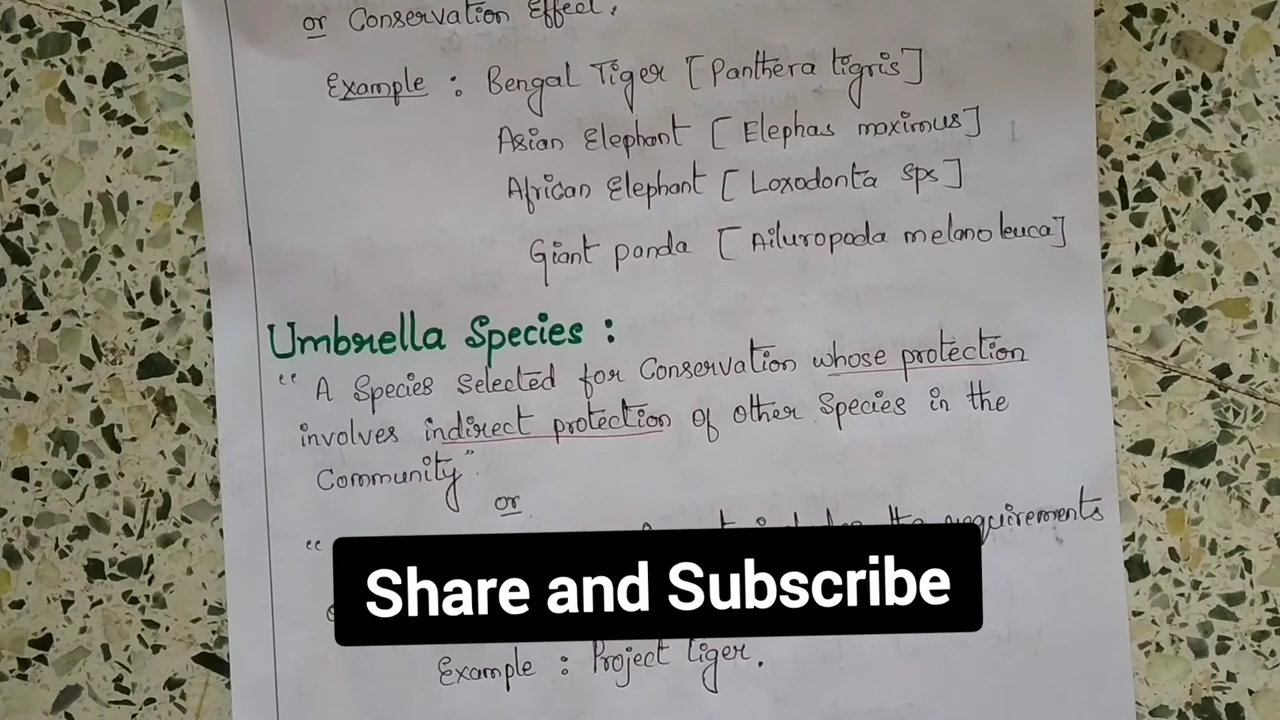 or Conservation Effect.
Example : Bengal Tiger [Panthera tigris]
Asian Elephant [Elephas maximus]
African Elephant [Loxodonta sps]
Giant panda [Ailuropoda melanoleuca]
Umbrella Species :
“ A Species selected for Conservation whose protection
involves indirect protection of other species in the
Community”
or
“ the requirements
Share and Subscribe
Example : Project tiger.